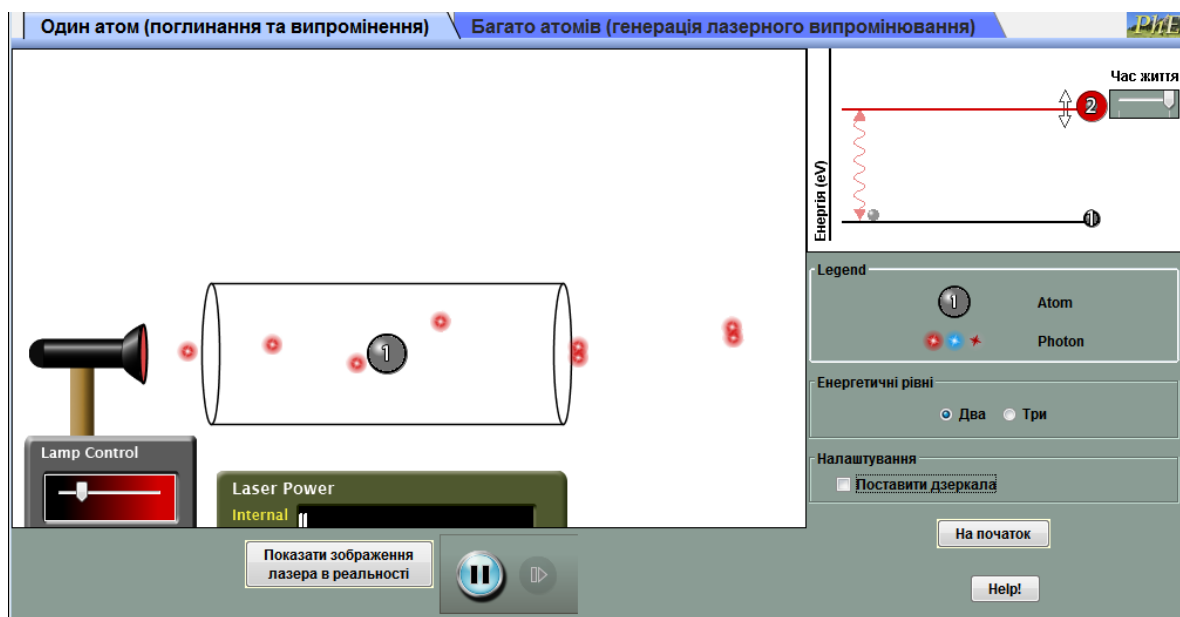 Один атом (поглинання та випромінення)
Багато атомів (генерація лазерного випромінювання)
Час життя
2
Енергія (eV)
1
Legend
1
Atom
Photon
1
Енергетичні рівні
Два
Три
Lamp Control
Налаштування
Поставити дзеркала
Laser Power
Internal
На початок
Показати зображення
лазера в реальності
Help!